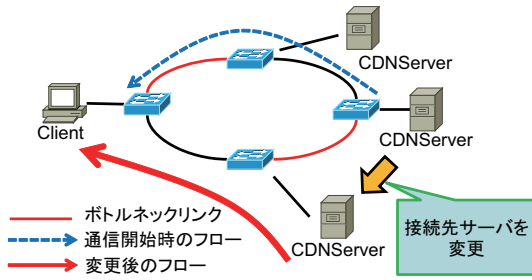 CDNServer
CDNServer
Client
CDNServer
接続先サーバを
変更
ボトルネックリンク
通信開始時のフロー
変更後のフロー